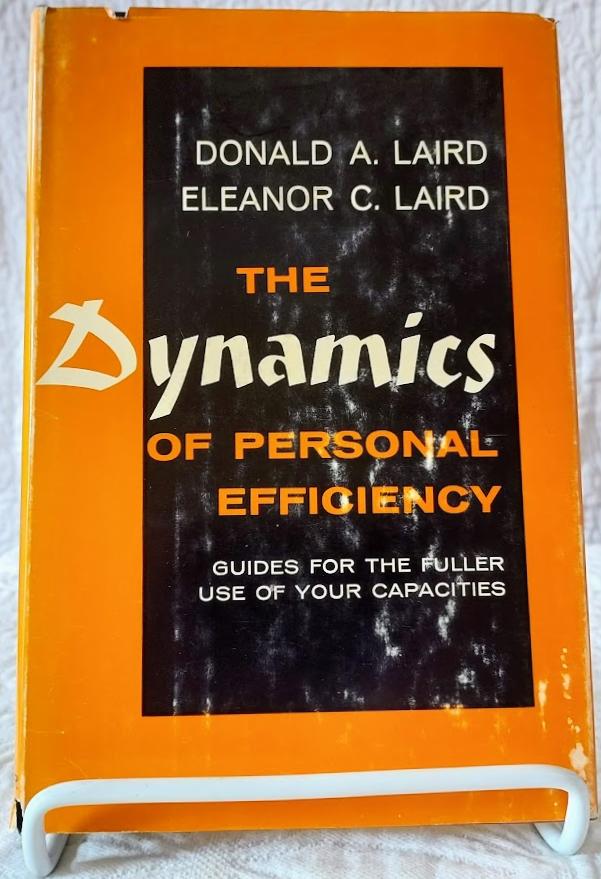 DONALD A. LAIRD
ELEANOR C. LAIRD
THE
Dynamics
OF PERSONAL
EFFICIENCY
GUIDES FOR THE FULLER
USE OF YOUR CAPACITIES